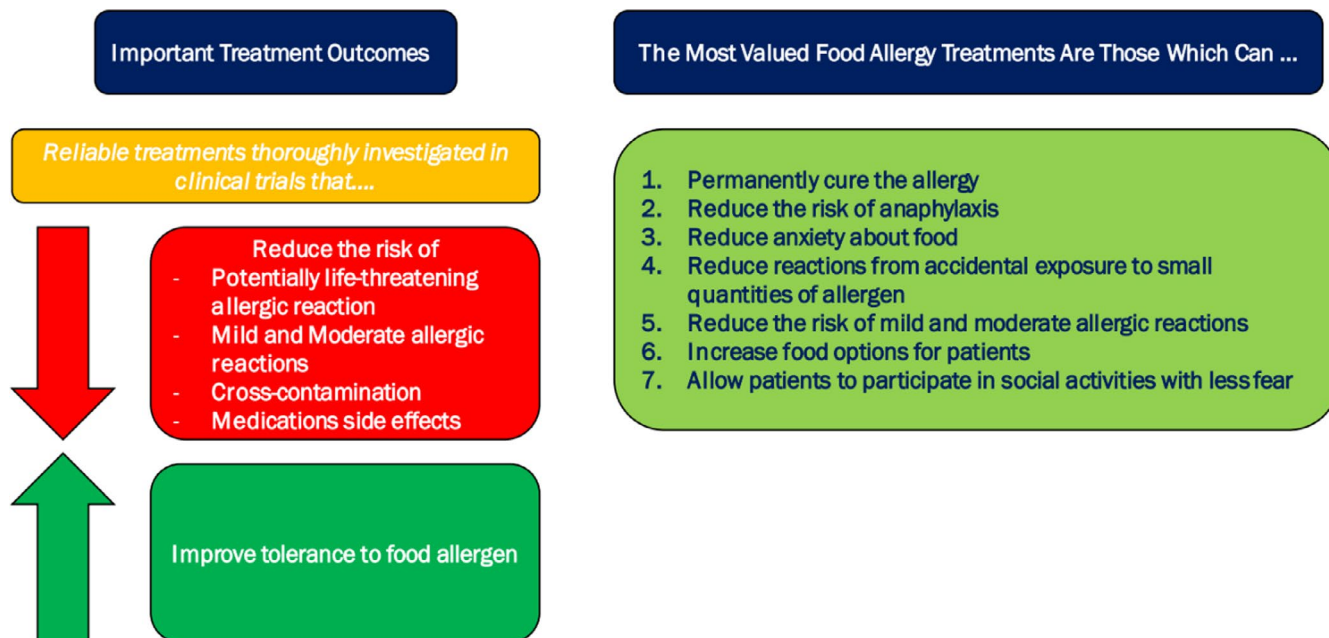 Important Treatment Outcomes
Reliable treatments thoroughly investigated in
clinical trials that....
Reduce the risk of
- Potentially life-threatening
allergic reaction
- Mild and Moderate allergic
reactions
- Cross-contamination
- Medications side effects
Improve tolerance to food allergen
The Most Valued Food Allergy Treatments Are Those Which Can ...
1. Permanently cure the allergy
2. Reduce the risk of anaphylaxis
3. Reduce anxiety about food
4. Reduce reactions from accidental exposure to small
quantities of allergen
5. Reduce the risk of mild and moderate allergic reactions
6. Increase food options for patients
7. Allow patients to participate in social activities with less fear